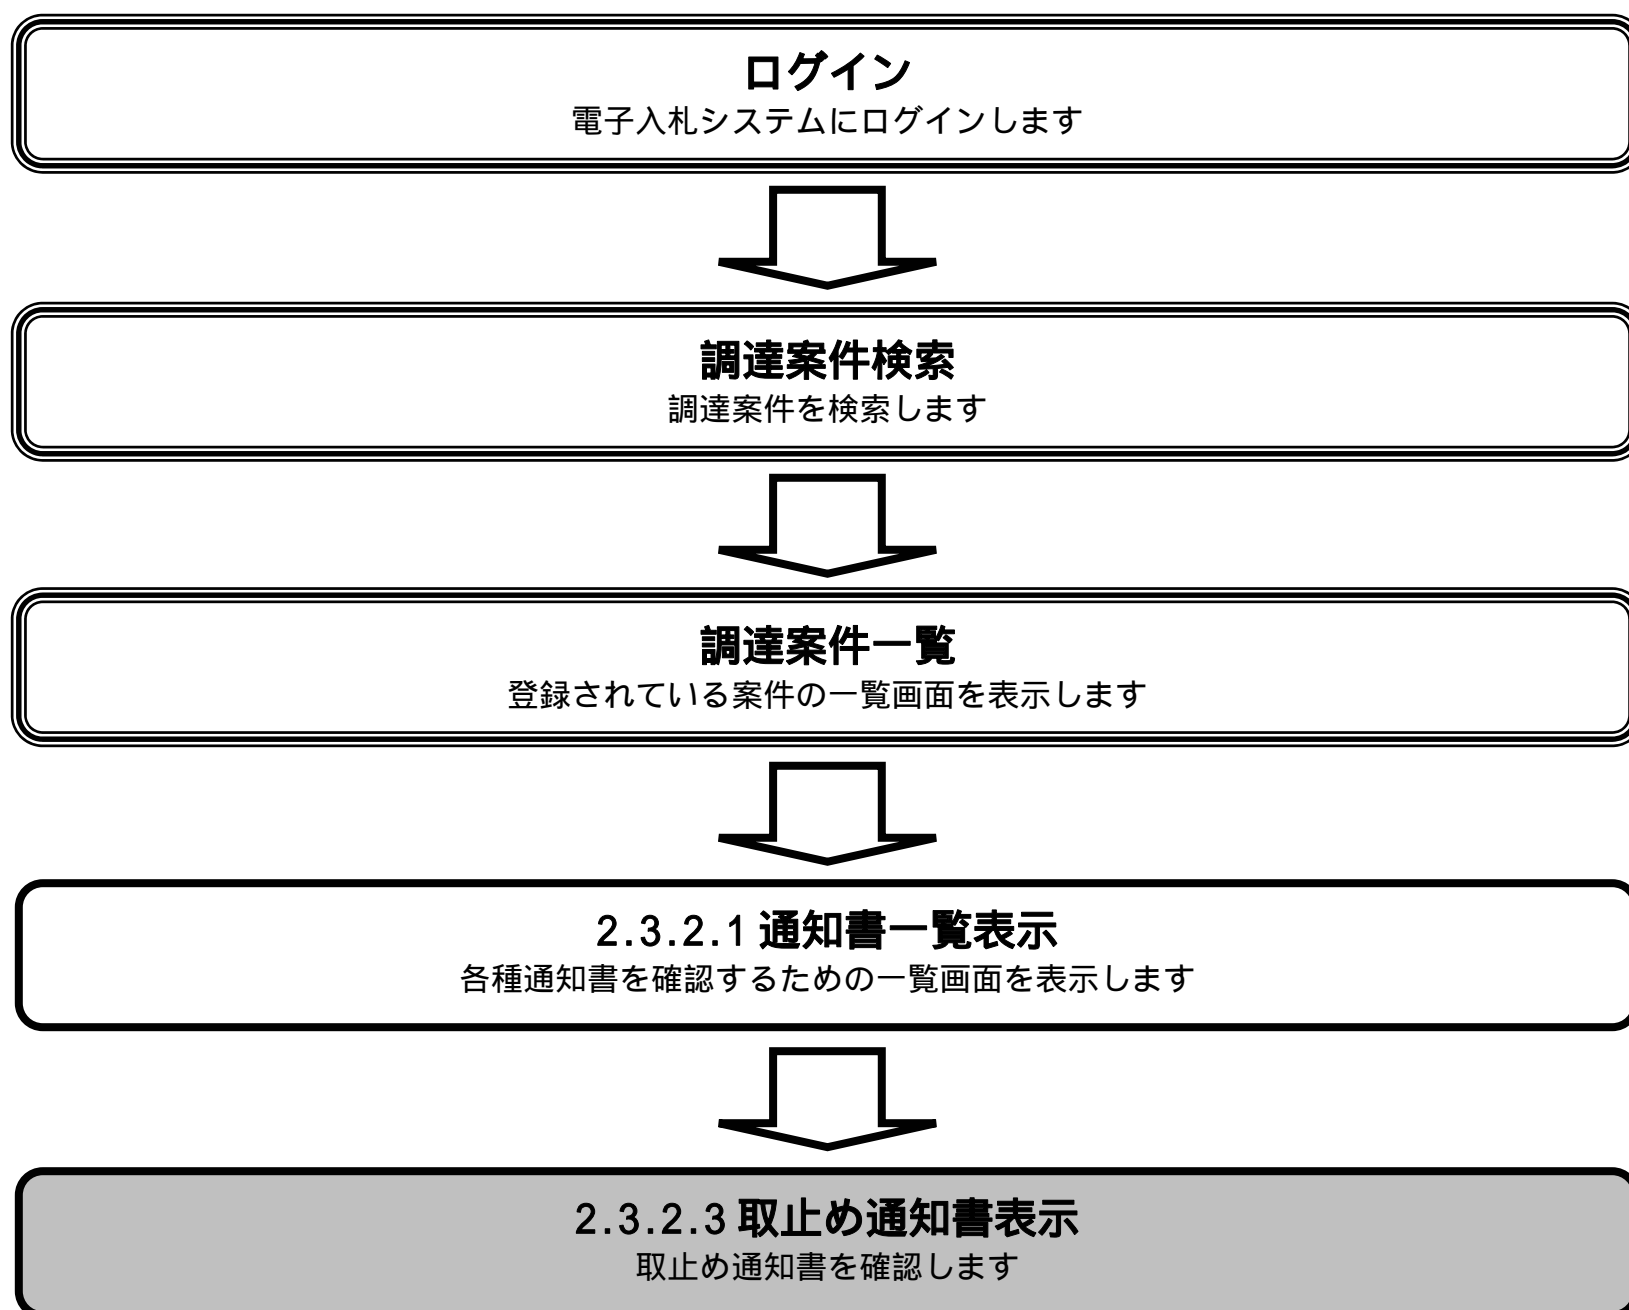 ログイン
電子入札システムにログインします
調達案件検索
調達案件を検索します
調達案件一覧
登録されている案件の一覧画面を表示します
2.3.2.1 通知書一覧表示
各種通知書を確認するための一覧画面を表示します
2.3.2.3 取止め通知書表示
取止め通知書を確認します